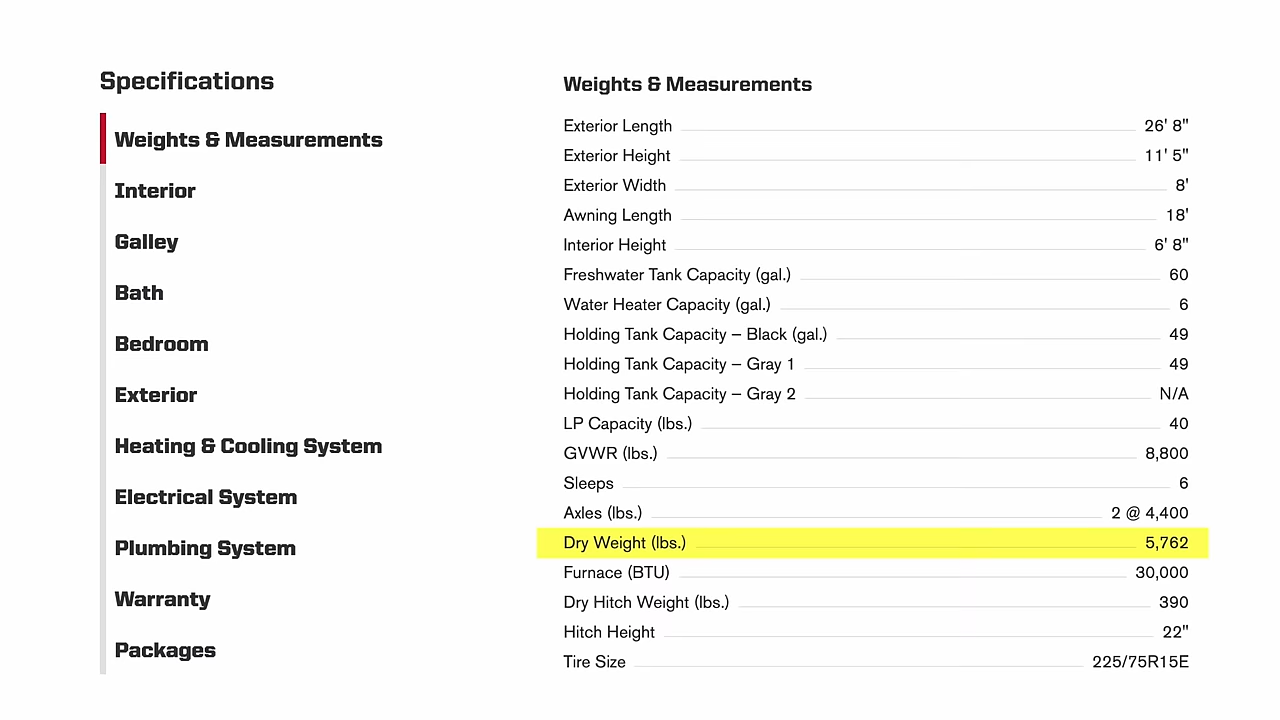 Specifications
Weights & Measurements
Interior
Galley
Bath
Bedroom
Exterior
Heating & Cooling System
Electrical System
Plumbing System
Warranty
Packages
Weights & Measurements
Exterior Length 26' 8"
Exterior Height 11' 5"
Exterior Width 8'
Awning Length 18'
Interior Height 6' 8"
Freshwater Tank Capacity (gal.) 60
Water Heater Capacity (gal.) 6
Holding Tank Capacity – Black (gal.) 49
Holding Tank Capacity – Gray 1 49
Holding Tank Capacity – Gray 2 N/A
LP Capacity (lbs.) 40
GVWR (lbs.) 8,800
Sleeps 6
Axles (lbs.) 2 @ 4,400
Dry Weight (lbs.) 5,762
Furnace (BTU) 30,000
Dry Hitch Weight (lbs.) 390
Hitch Height 22"
Tire Size 225/75R15E